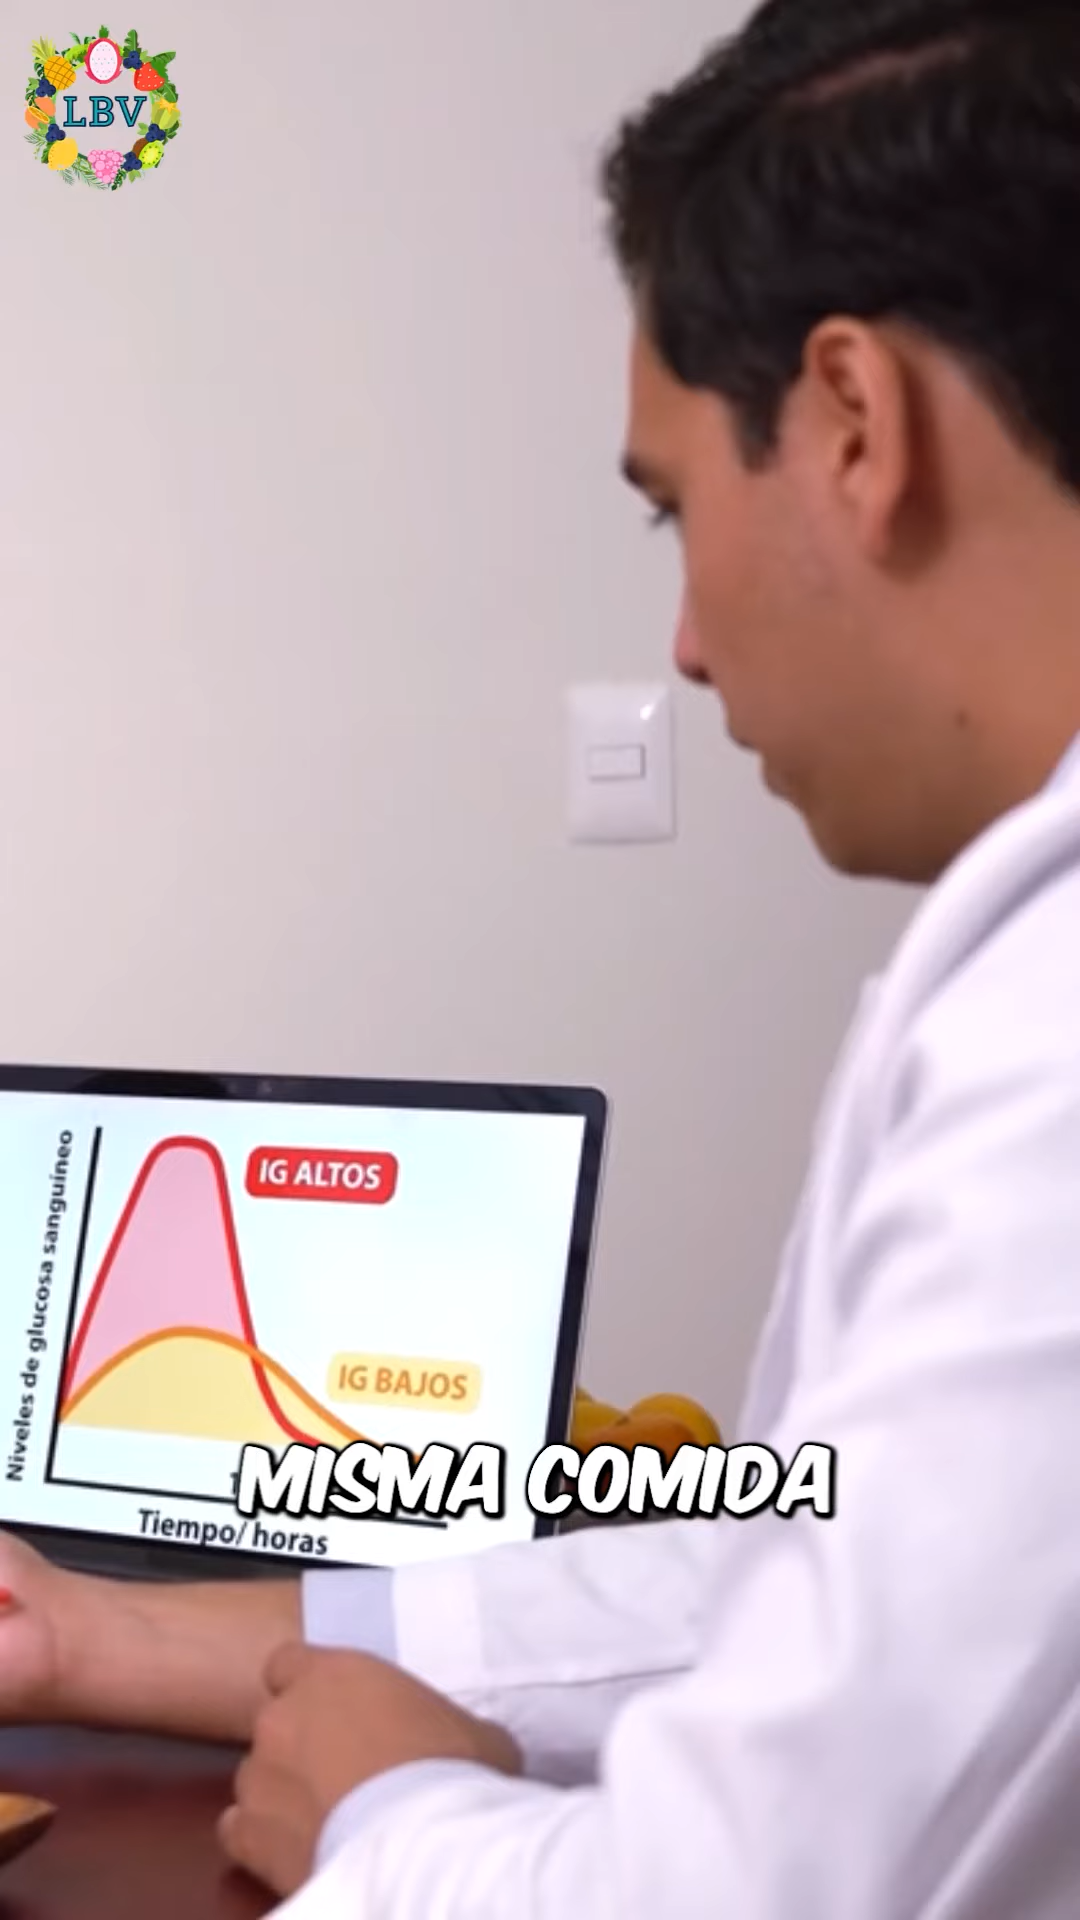 LBV
Niveles de glucosa sanguíneo
IG ALTOS
IG BAJOS
MISMA COMIDA
Tiempo/ horas